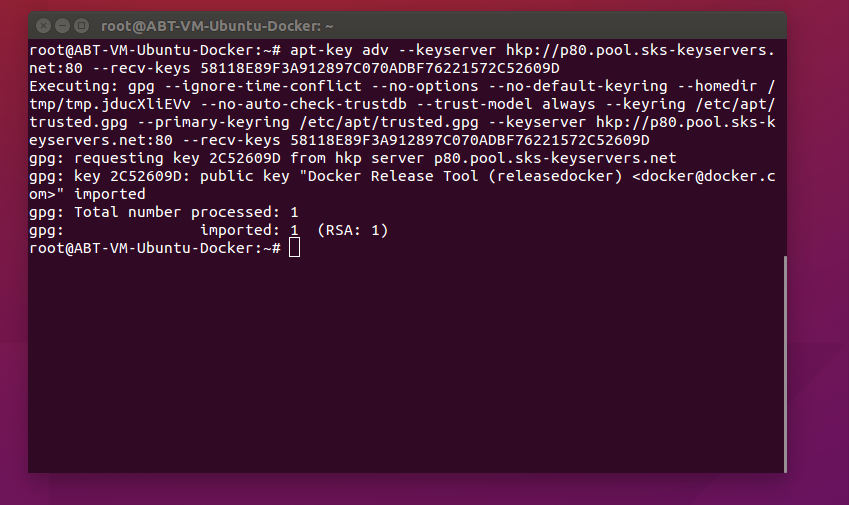 root@ABT-VM-Ubuntu-Docker: ~
root@ABT-VM-Ubuntu-Docker:~# apt-key adv --keyserver hkp://p80.pool.sks-keyservers.
net:80 --recv-keys 58118E89F3A912897C070ADBF76221572C52609D
Executing: gpg --ignore-time-conflict --no-options --no-default-keyring --homedir /
tmp/tmp.jducXliEVv --no-auto-check-trustdb --trust-model always --keyring /etc/apt/
trusted.gpg --primary-keyring /etc/apt/trusted.gpg --keyserver hkp://p80.pool.sks-k
eyservers.net:80 --recv-keys 58118E89F3A912897C070ADBF76221572C52609D
gpg: requesting key 2C52609D from hkp server p80.pool.sks-keyservers.net
gpg: key 2C52609D: public key "Docker Release Tool (releasedocker) <docker@docker.c
om>" imported
gpg: Total number processed: 1
gpg:               imported: 1  (RSA: 1)
root@ABT-VM-Ubuntu-Docker:~#